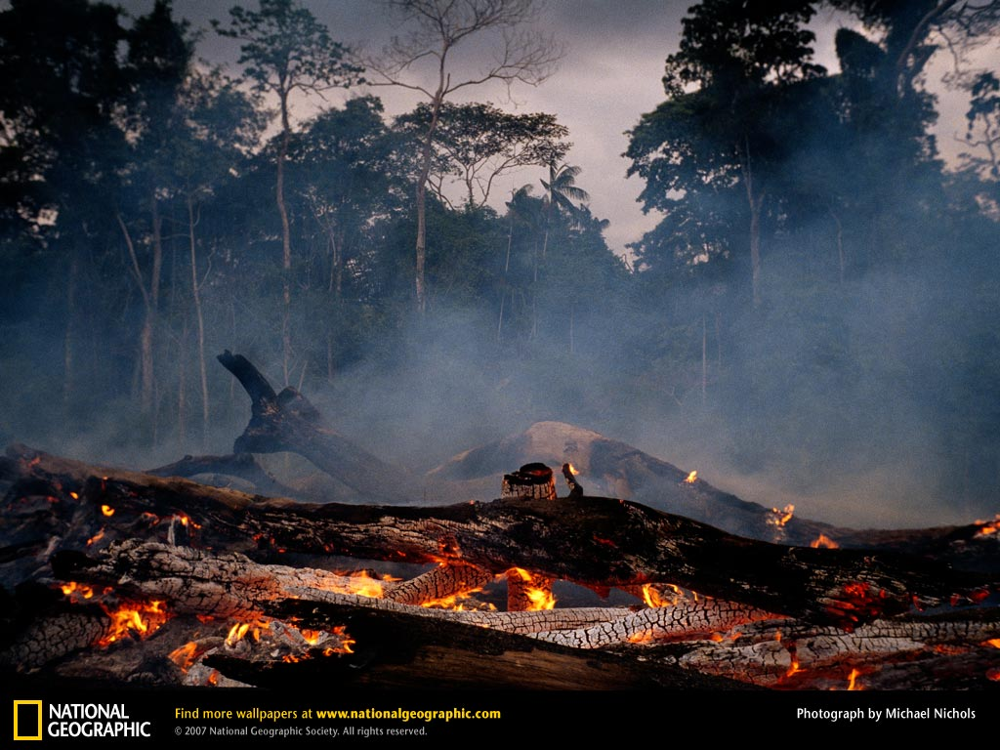 NATIONAL
GEOGRAPHIC
Find more wallpapers at www.nationalgeographic.com
© 2007 National Geographic Society. All rights reserved.
Photograph by Michael Nichols